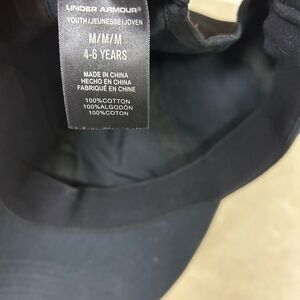 UNDER ARMOUR®
YOUTH/JEUNESSE/JOVEN
M/M/M
4-6 YEARS
MADE IN CHINA
HECHO EN CHINA
FABRIQUÉ EN CHINE
100%COTTON
100%ALGODÓN
100%COTON